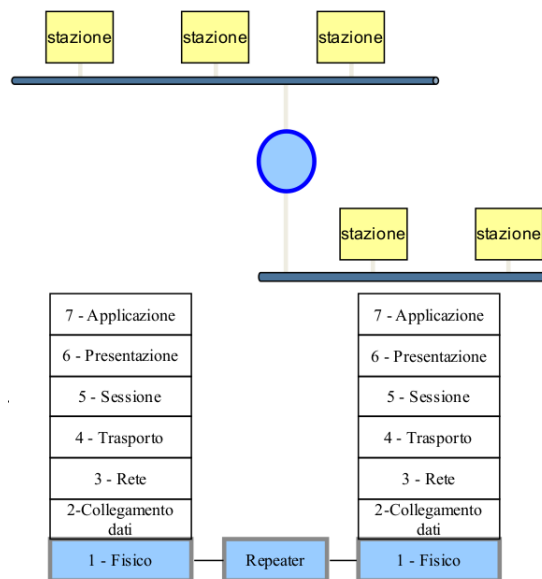 stazione
stazione
stazione
stazione
stazione
7 - Applicazione
6 - Presentazione
5 - Sessione
4 - Trasporto
3 - Rete
2-Collegamento
dati
1 - Fisico
Repeater
7 - Applicazione
6 - Presentazione
5 - Sessione
4 - Trasporto
3 - Rete
2-Collegamento
dati
1 - Fisico